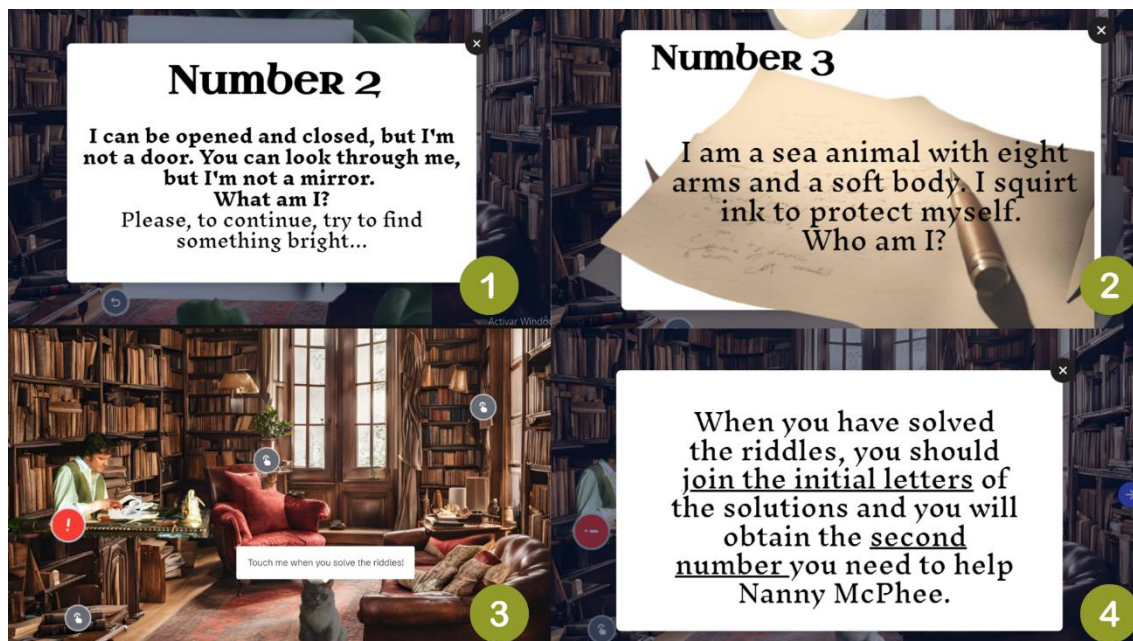 Number 2
I can be opened and closed, but I'm
not a door. You can look through me,
but I'm not a mirror.
What am I?
Please, to continue, try to find
something bright...
1
Activar Window
Number 3
I am a sea animal with eight
arms and a soft body. I squirt
ink to protect myself.
Who am I?
2
Touch me when you solve the riddles!
3
When you have solved
the riddles, you should
join the initial letters of
the solutions and you will
obtain the second
number you need to help
Nanny McPhee.
4